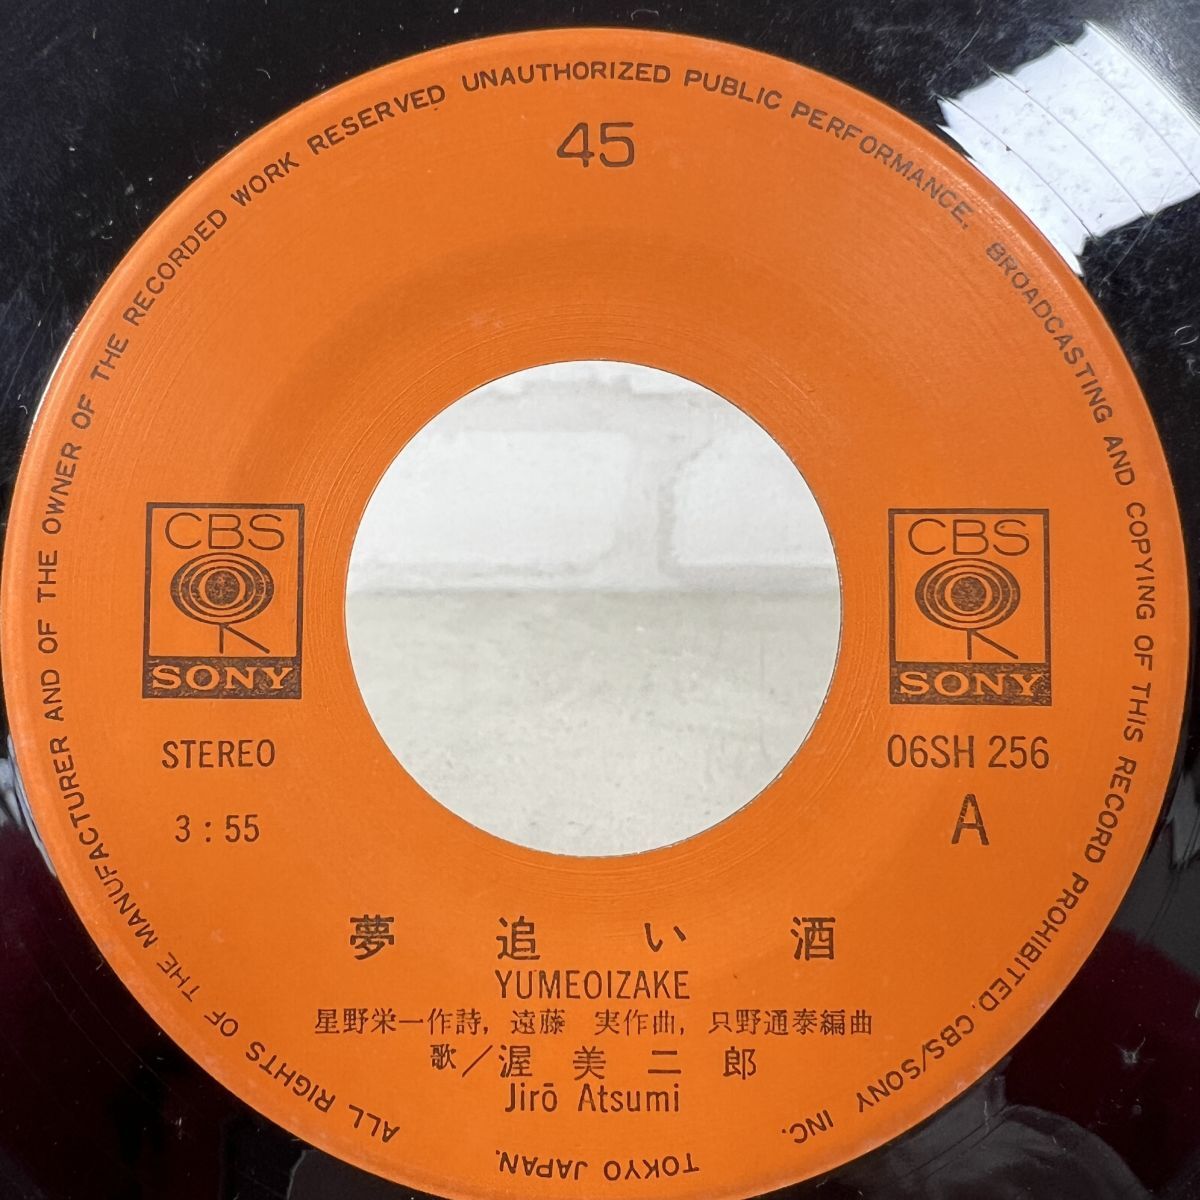 ALL RIGHTS OF THE MANUFACTURER AND OF THE OWNER OF THE RECORDED WORK RESERVED UNAUTHORIZED PUBLIC PERFORMANCE. BROADCASTING AND COPYING OF THIS RECORD PROHIBITED. CBS/SONY INC. TOKYO JAPAN.
45
CBS
SONY
CBS
SONY
STEREO
06SH 256
3:55
A
夢追い酒
YUMEOIZAKE
星野栄一作詩, 遠藤 実作曲, 只野通泰編曲
歌/渥美二郎
Jirō Atsumi